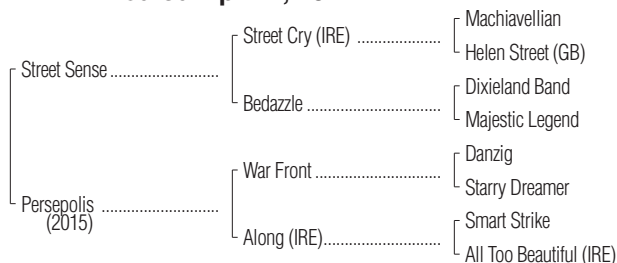 Machiavellian
Street Cry (IRE) ....................
Helen Street (GB)
Street Sense ..........................
Dixieland Band
Bedazzle ................................
Majestic Legend
Danzig
War Front ..............................
Starry Dreamer
Persepolis ............................
(2015)
Smart Strike
Along (IRE)............................
All Too Beautiful (IRE)